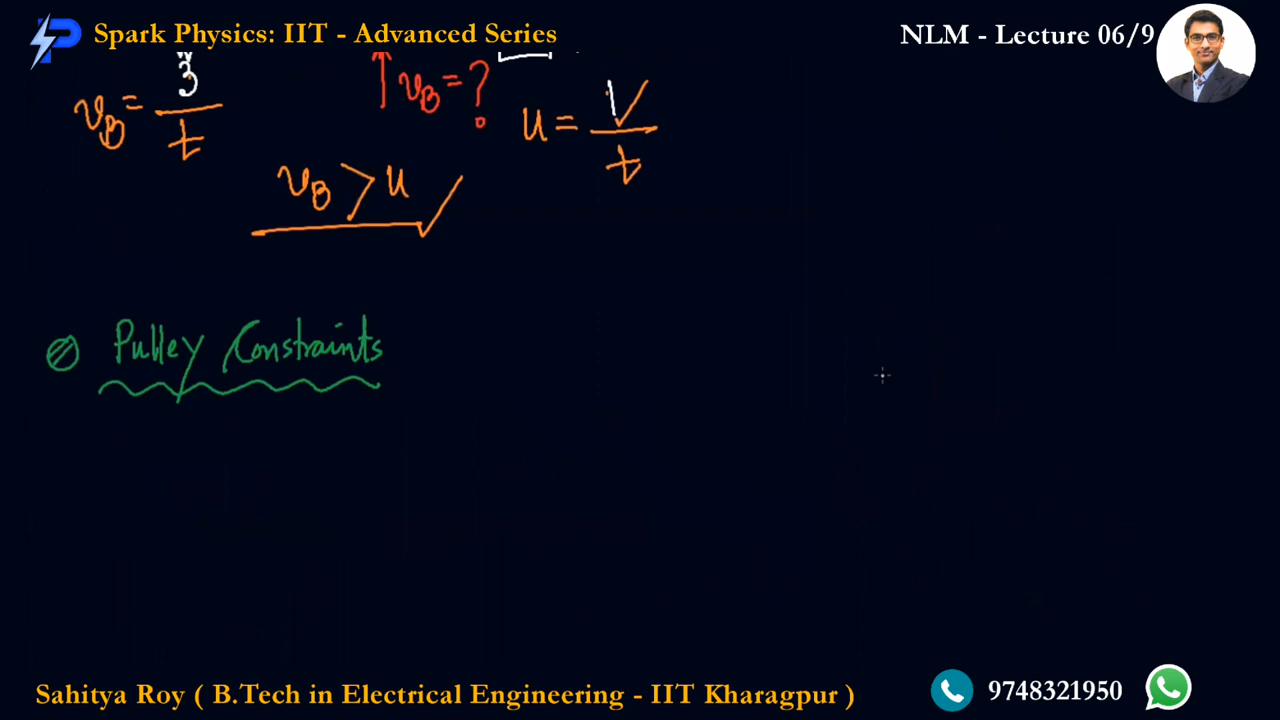 Spark Physics: IIT - Advanced Series
NLM - Lecture 06/9
v_B = 3/t
v_B = ?
u = 1/t
v_B > u
Pulley Constraints
Sahitya Roy ( B.Tech in Electrical Engineering - IIT Kharagpur )
9748321950